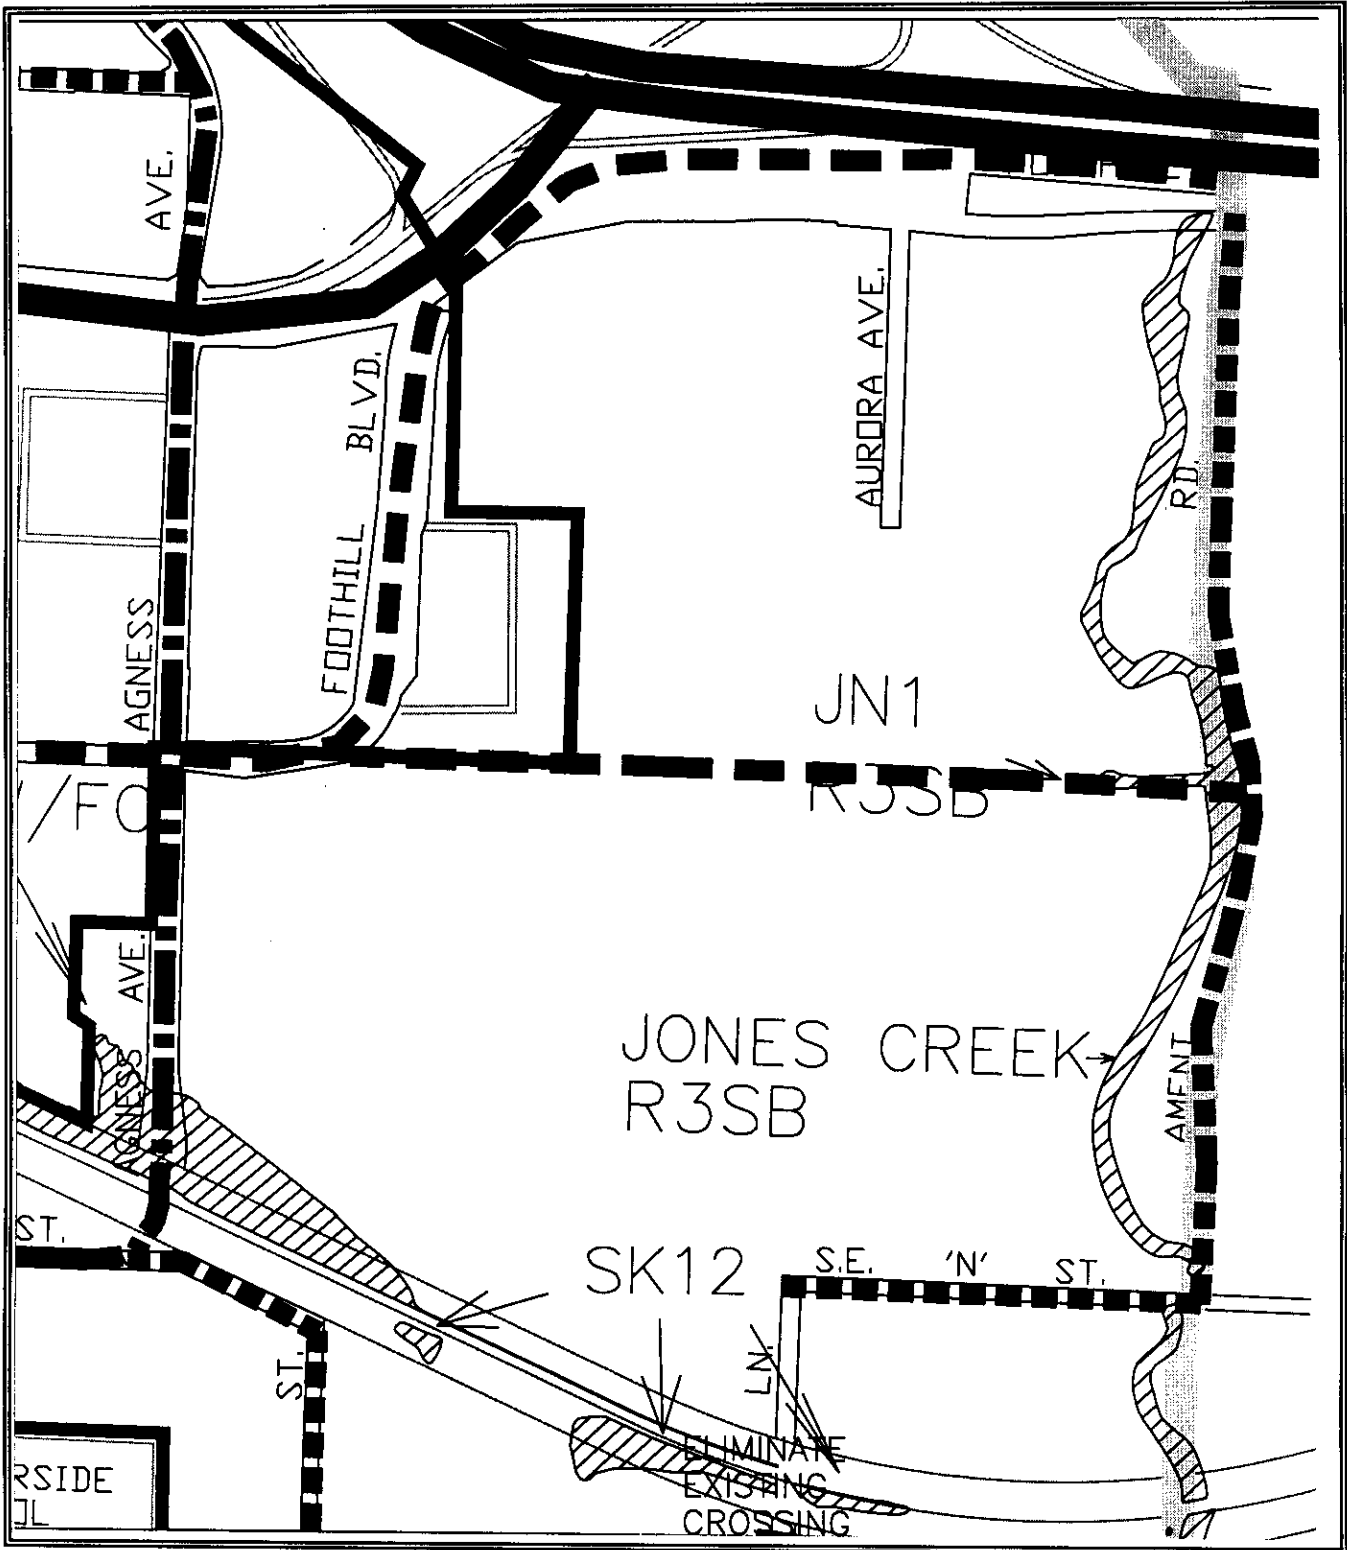 AVE.
AURORA AVE.
FOOTHILL BLVD.
RD.
AGNESS
JN1
R3SB
/FO
AVE.
AGNESS
JONES CREEK
R3SB
AMENT
ST.
SK12
S.E. 'N' ST.
ST.
LN.
ELIMINATE
EXISTING
CROSSING
RSIDE